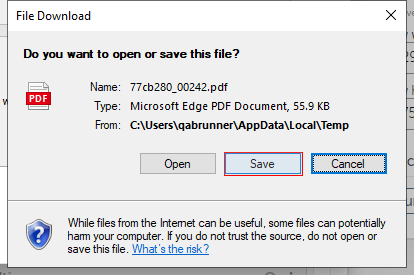 File Download
Do you want to open or save this file?
PDF
Name: 77cb280_00242.pdf
Type: Microsoft Edge PDF Document, 55.9 KB
From: C:\Users\qabrunner\AppData\Local\Temp
Open Save Cancel
While files from the Internet can be useful, some files can potentially
harm your computer. If you do not trust the source, do not open or
save this file. What's the risk?